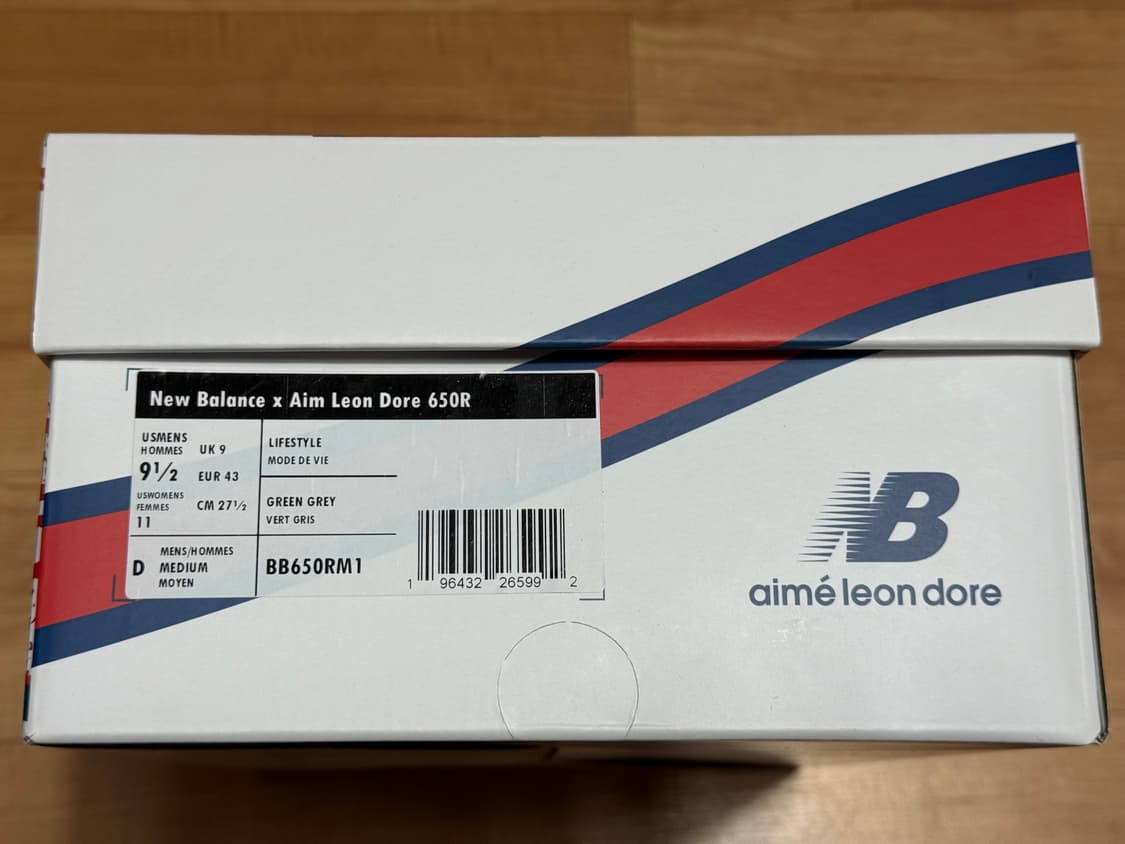 New Balance x Aim Leon Dore 650R
USMENS
HOMMES
9½
UK 9
EUR 43
USWOMENS
FEMMES
11
CM 27½
D
MENS/HOMMES
MEDIUM
MOYEN
LIFESTYLE
MODE DE VIE
GREEN GREY
VERT GRIS
BB650RM1
1 96432 26599 2
NB
aimé leon dore